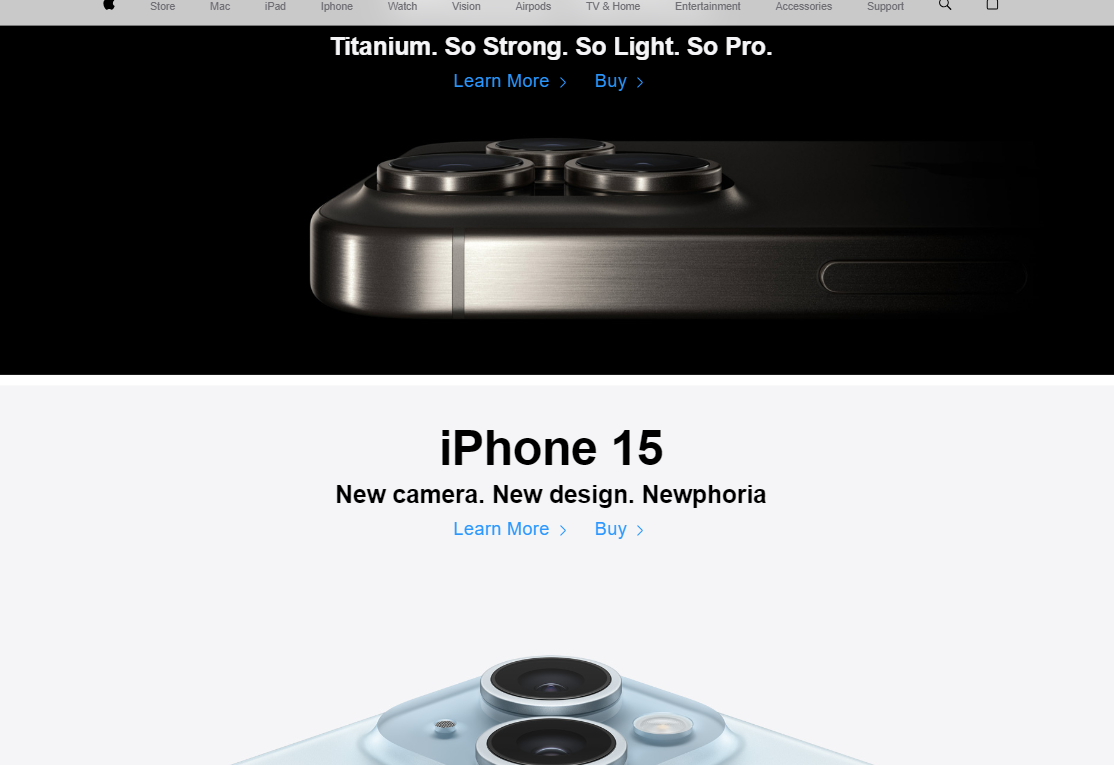 Store Mac iPad Iphone Watch Vision Airpods TV & Home Entertainment Accessories Support
Titanium. So Strong. So Light. So Pro.
Learn More > Buy >
iPhone 15
New camera. New design. Newphoria
Learn More > Buy >